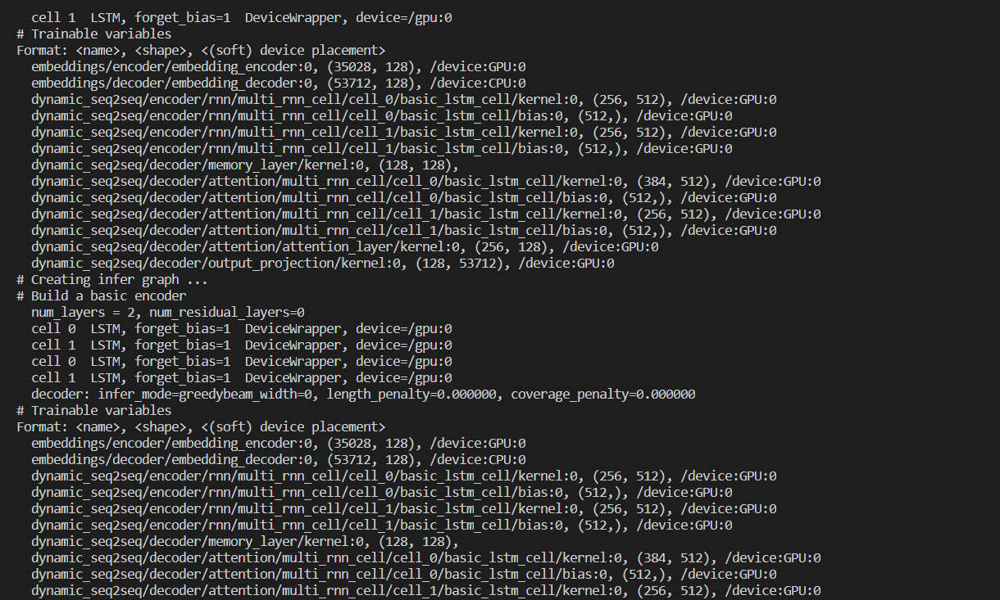 cell 1  LSTM, forget_bias=1  DeviceWrapper, device=/gpu:0
# Trainable variables
Format: <name>, <shape>, <(soft) device placement>
embeddings/encoder/embedding_encoder:0, (35028, 128), /device:GPU:0
embeddings/decoder/embedding_decoder:0, (53712, 128), /device:CPU:0
dynamic_seq2seq/encoder/rnn/multi_rnn_cell/cell_0/basic_lstm_cell/kernel:0, (256, 512), /device:GPU:0
dynamic_seq2seq/encoder/rnn/multi_rnn_cell/cell_0/basic_lstm_cell/bias:0, (512,), /device:GPU:0
dynamic_seq2seq/encoder/rnn/multi_rnn_cell/cell_1/basic_lstm_cell/kernel:0, (256, 512), /device:GPU:0
dynamic_seq2seq/encoder/rnn/multi_rnn_cell/cell_1/basic_lstm_cell/bias:0, (512,), /device:GPU:0
dynamic_seq2seq/decoder/memory_layer/kernel:0, (128, 128),
dynamic_seq2seq/decoder/attention/multi_rnn_cell/cell_0/basic_lstm_cell/kernel:0, (384, 512), /device:GPU:0
dynamic_seq2seq/decoder/attention/multi_rnn_cell/cell_0/basic_lstm_cell/bias:0, (512,), /device:GPU:0
dynamic_seq2seq/decoder/attention/multi_rnn_cell/cell_1/basic_lstm_cell/kernel:0, (256, 512), /device:GPU:0
dynamic_seq2seq/decoder/attention/multi_rnn_cell/cell_1/basic_lstm_cell/bias:0, (512,), /device:GPU:0
dynamic_seq2seq/decoder/attention/attention_layer/kernel:0, (256, 128), /device:GPU:0
dynamic_seq2seq/decoder/output_projection/kernel:0, (128, 53712), /device:GPU:0
# Creating infer graph ...
# Build a basic encoder
num_layers = 2, num_residual_layers=0
cell 0  LSTM, forget_bias=1  DeviceWrapper, device=/gpu:0
cell 1  LSTM, forget_bias=1  DeviceWrapper, device=/gpu:0
cell 0  LSTM, forget_bias=1  DeviceWrapper, device=/gpu:0
cell 1  LSTM, forget_bias=1  DeviceWrapper, device=/gpu:0
decoder: infer_mode=greedybeam_width=0, length_penalty=0.000000, coverage_penalty=0.000000
# Trainable variables
Format: <name>, <shape>, <(soft) device placement>
embeddings/encoder/embedding_encoder:0, (35028, 128), /device:GPU:0
embeddings/decoder/embedding_decoder:0, (53712, 128), /device:CPU:0
dynamic_seq2seq/encoder/rnn/multi_rnn_cell/cell_0/basic_lstm_cell/kernel:0, (256, 512), /device:GPU:0
dynamic_seq2seq/encoder/rnn/multi_rnn_cell/cell_0/basic_lstm_cell/bias:0, (512,), /device:GPU:0
dynamic_seq2seq/encoder/rnn/multi_rnn_cell/cell_1/basic_lstm_cell/kernel:0, (256, 512), /device:GPU:0
dynamic_seq2seq/encoder/rnn/multi_rnn_cell/cell_1/basic_lstm_cell/bias:0, (512,), /device:GPU:0
dynamic_seq2seq/decoder/memory_layer/kernel:0, (128, 128),
dynamic_seq2seq/decoder/attention/multi_rnn_cell/cell_0/basic_lstm_cell/kernel:0, (384, 512), /device:GPU:0
dynamic_seq2seq/decoder/attention/multi_rnn_cell/cell_0/basic_lstm_cell/bias:0, (512,), /device:GPU:0
dynamic_seq2seq/decoder/attention/multi_rnn_cell/cell_1/basic_lstm_cell/kernel:0, (256, 512), /device:GPU:0